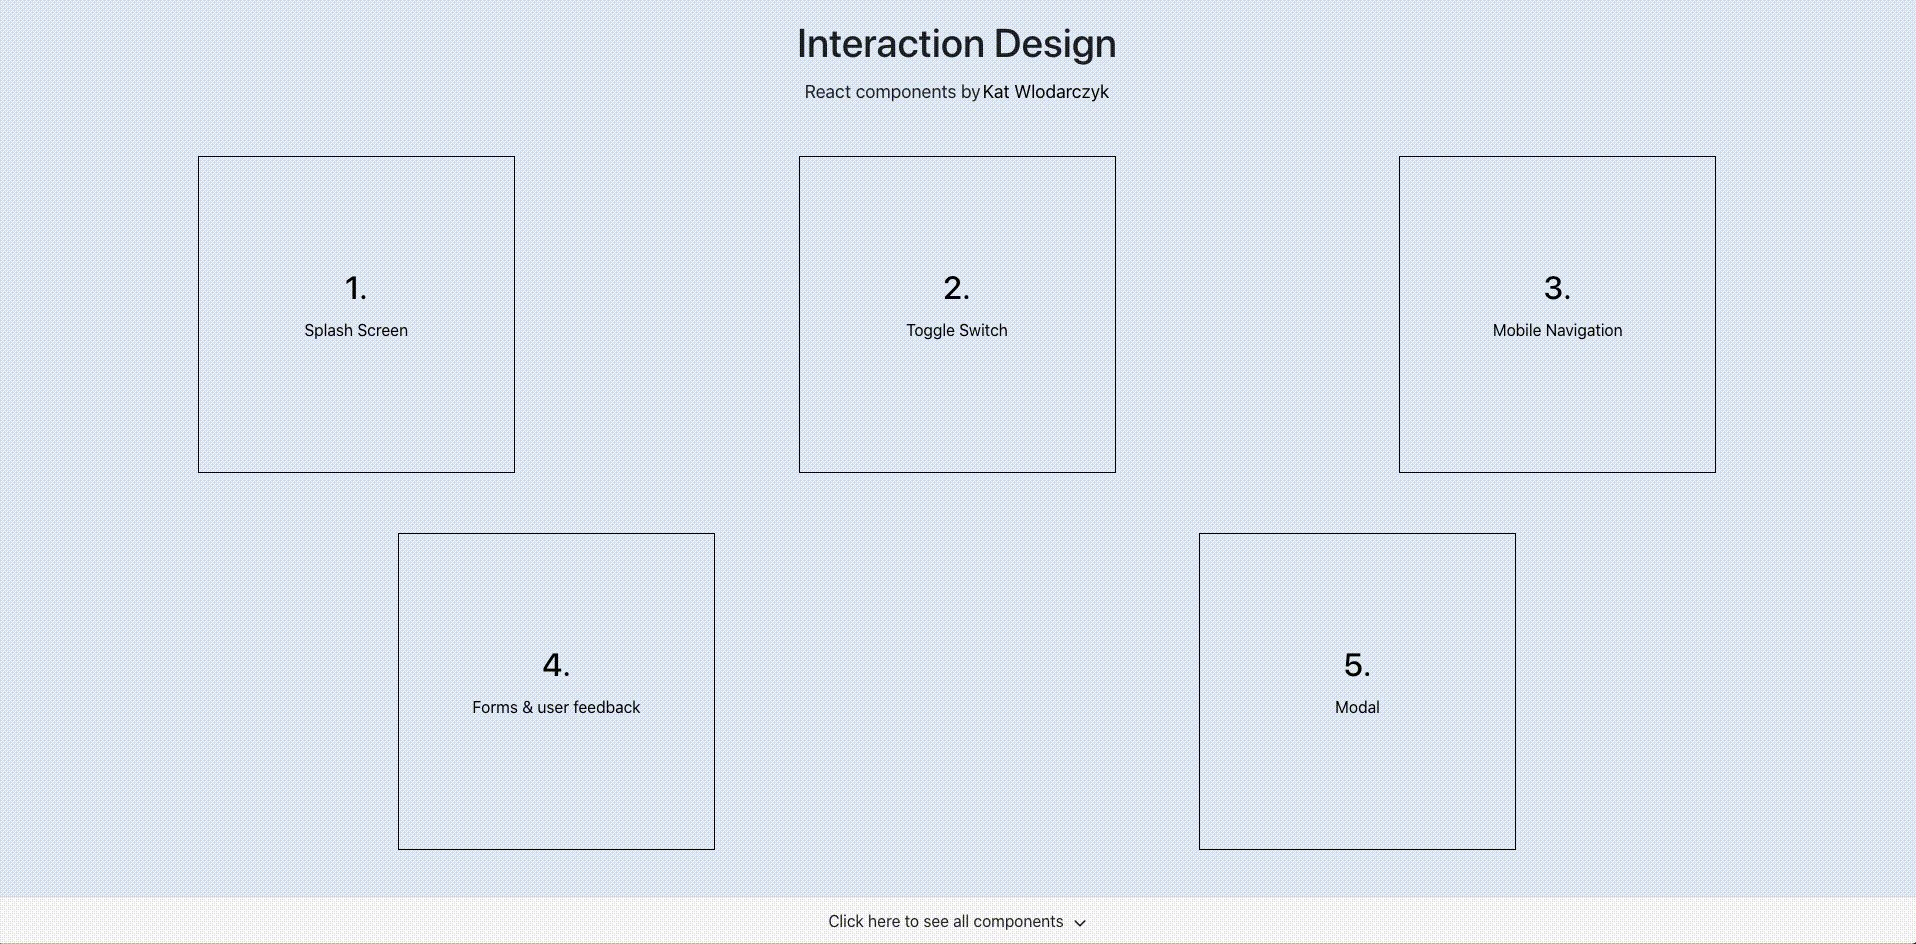 Interaction Design
React components by Kat Wlodarczyk
1.
Splash Screen
2.
Toggle Switch
3.
Mobile Navigation
4.
Forms & user feedback
5.
Modal
Click here to see all components